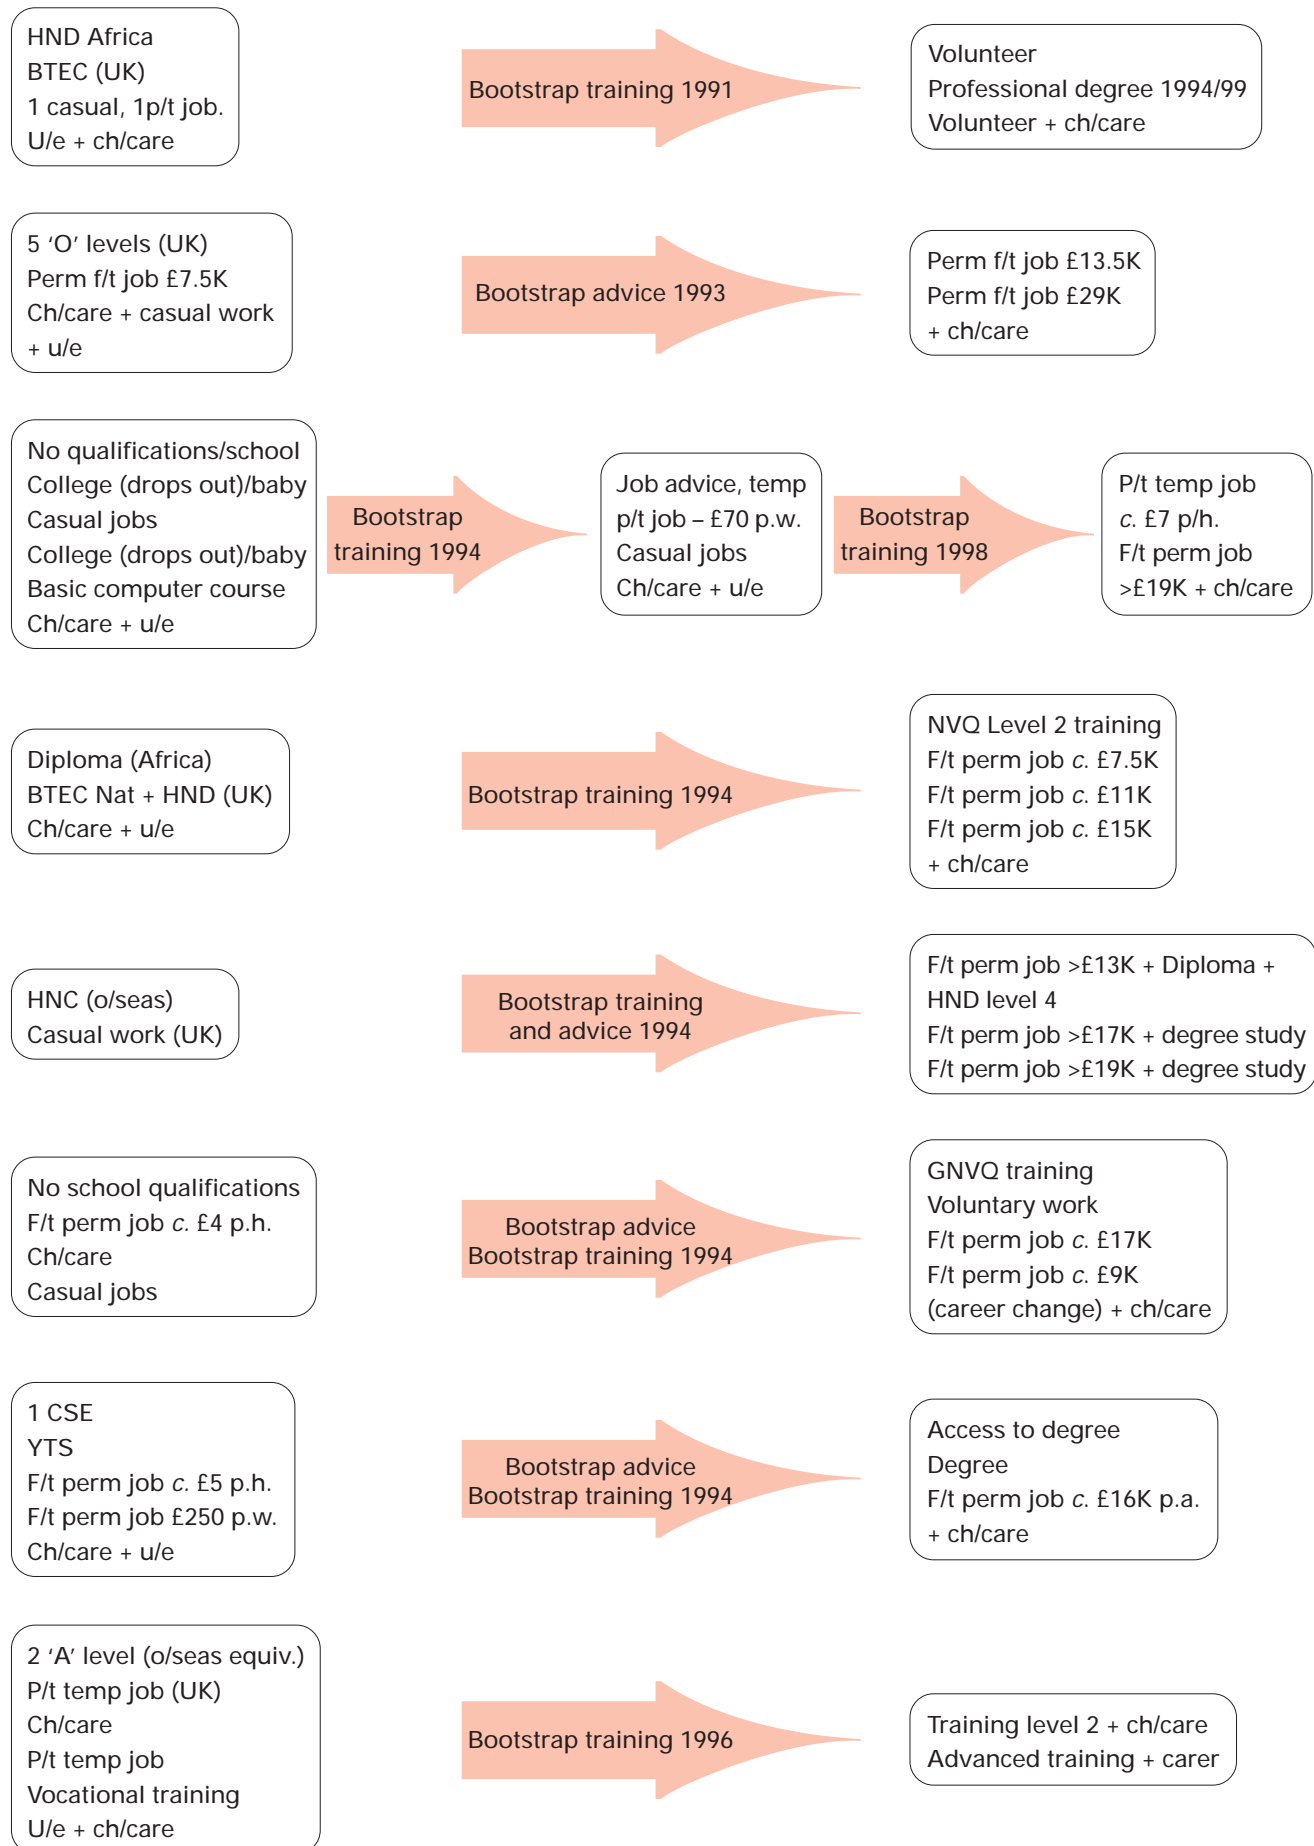 HND Africa
BTEC (UK)
1 casual, 1p/t job.
U/e + ch/care
Bootstrap training 1991
Volunteer
Professional degree 1994/99
Volunteer + ch/care
5 ‘O’ levels (UK)
Perm f/t job £7.5K
Ch/care + casual work
+ u/e
Bootstrap advice 1993
Perm f/t job £13.5K
Perm f/t job £29K
+ ch/care
No qualifications/school
College (drops out)/baby
Casual jobs
College (drops out)/baby
Basic computer course
Ch/care + u/e
Bootstrap
training 1994
Job advice, temp
p/t job – £70 p.w.
Casual jobs
Ch/care + u/e
Bootstrap
training 1998
P/t temp job
c. £7 p/h.
F/t perm job
>£19K + ch/care
Diploma (Africa)
BTEC Nat + HND (UK)
Ch/care + u/e
Bootstrap training 1994
NVQ Level 2 training
F/t perm job c. £7.5K
F/t perm job c. £11K
F/t perm job c. £15K
+ ch/care
HNC (o/seas)
Casual work (UK)
Bootstrap training
and advice 1994
F/t perm job >£13K + Diploma +
HND level 4
F/t perm job >£17K + degree study
F/t perm job >£19K + degree study
No school qualifications
F/t perm job c. £4 p.h.
Ch/care
Casual jobs
Bootstrap advice
Bootstrap training 1994
GNVQ training
Voluntary work
F/t perm job c. £17K
F/t perm job c. £9K
(career change) + ch/care
1 CSE
YTS
F/t perm job c. £5 p.h.
F/t perm job £250 p.w.
Ch/care + u/e
Bootstrap advice
Bootstrap training 1994
Access to degree
Degree
F/t perm job c. £16K p.a.
+ ch/care
2 ‘A’ level (o/seas equiv.)
P/t temp job (UK)
Ch/care
P/t temp job
Vocational training
U/e + ch/care
Bootstrap training 1996
Training level 2 + ch/care
Advanced training + carer